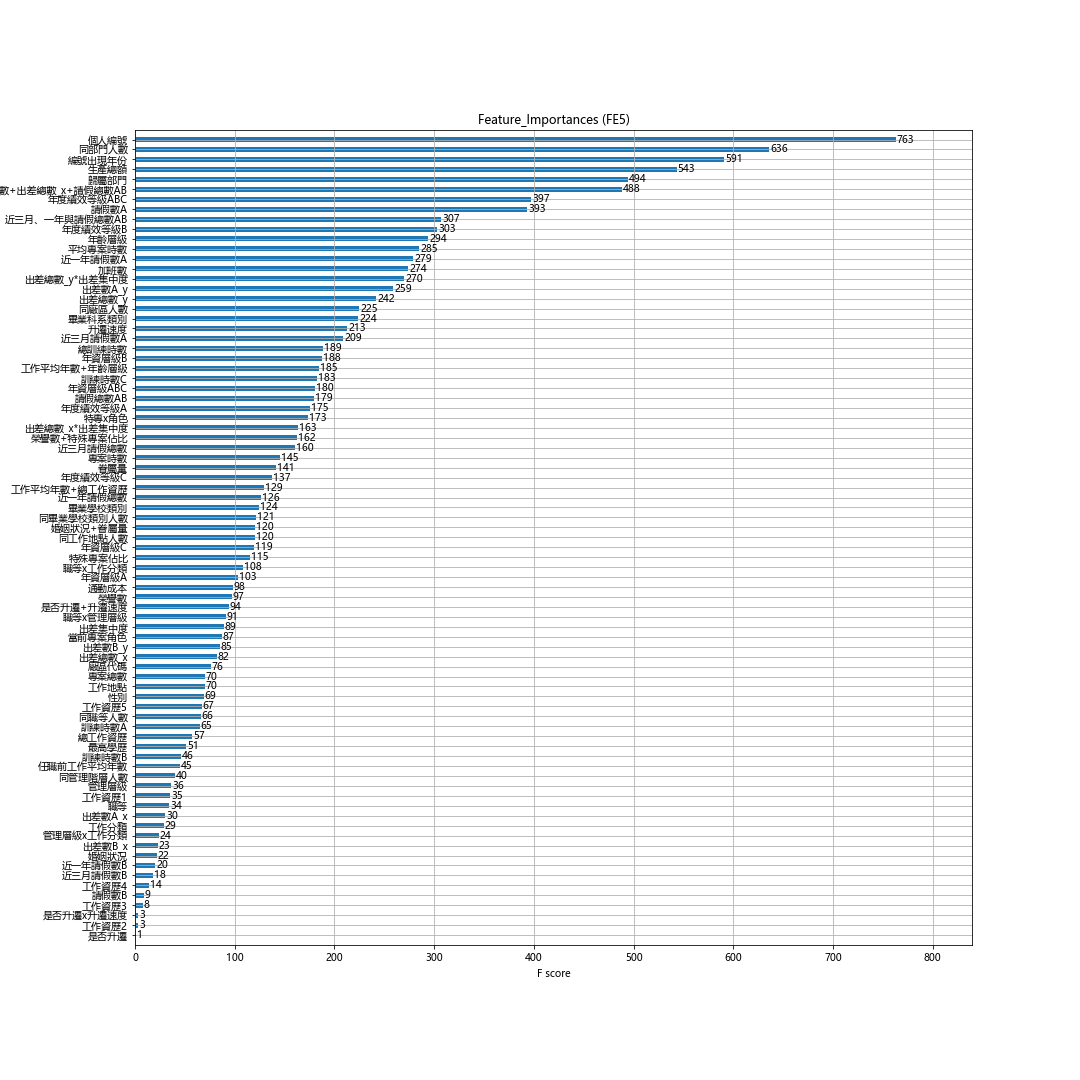 Feature_Importances (FE5)
個人編號 763
同部門人數 636
編號出現年份 591
生產總額 543
歸屬部門 494
數+出差總數_x+請假總數AB 488
年度績效等級ABC 397
請假數A 393
近三月、一年與請假總數AB 307
年度績效等級B 303
年齡層級 294
平均專案時數 285
近一年請假數A 279
加班數 274
出差總數_y*出差集中度 270
出差數A_y 259
出差總數_y 242
同廠區人數 225
畢業科系類別 224
升遷速度 213
近三月請假數A 209
總訓練時數 189
年資層級B 188
工作平均年數+年齡層級 185
訓練時數C 183
年資層級ABC 180
請假總數AB 179
年度績效等級A 175
特專x角色 173
出差總數_x*出差集中度 163
榮譽數+特殊專案佔比 162
近三月請假總數 160
專案時數 145
眷屬量 141
年度績效等級C 137
工作平均年數+總工作資歷 129
近一年請假總數 126
畢業學校類別 124
同畢業學校類別人數 121
婚姻狀況+眷屬量 120
同工作地點人數 120
年資層級C 119
特殊專案佔比 115
職等x工作分類 108
年資層級A 103
通勤成本 98
榮譽數 97
是否升遷+升遷速度 94
職等x管理層級 91
出差集中度 89
當前專案角色 87
出差數B_y 85
出差總數_x 82
廠區代碼 76
專案總數 70
工作地點 70
性別 69
工作資歷5 67
同職等人數 66
訓練時數A 65
總工作資歷 57
最高學歷 51
訓練時數B 46
任職前工作平均年數 45
同管理階層人數 40
管理層級 36
工作資歷1 35
職等 34
出差數A_x 30
工作分類 29
管理層級x工作分類 24
出差數B_x 23
婚姻狀況 22
近一年請假數B 20
近三月請假數B 18
工作資歷4 14
請假數B 9
工作資歷3 8
是否升遷x升遷速度 3
工作資歷2 3
是否升遷 1
0 100 200 300 400 500 600 700 800
F score